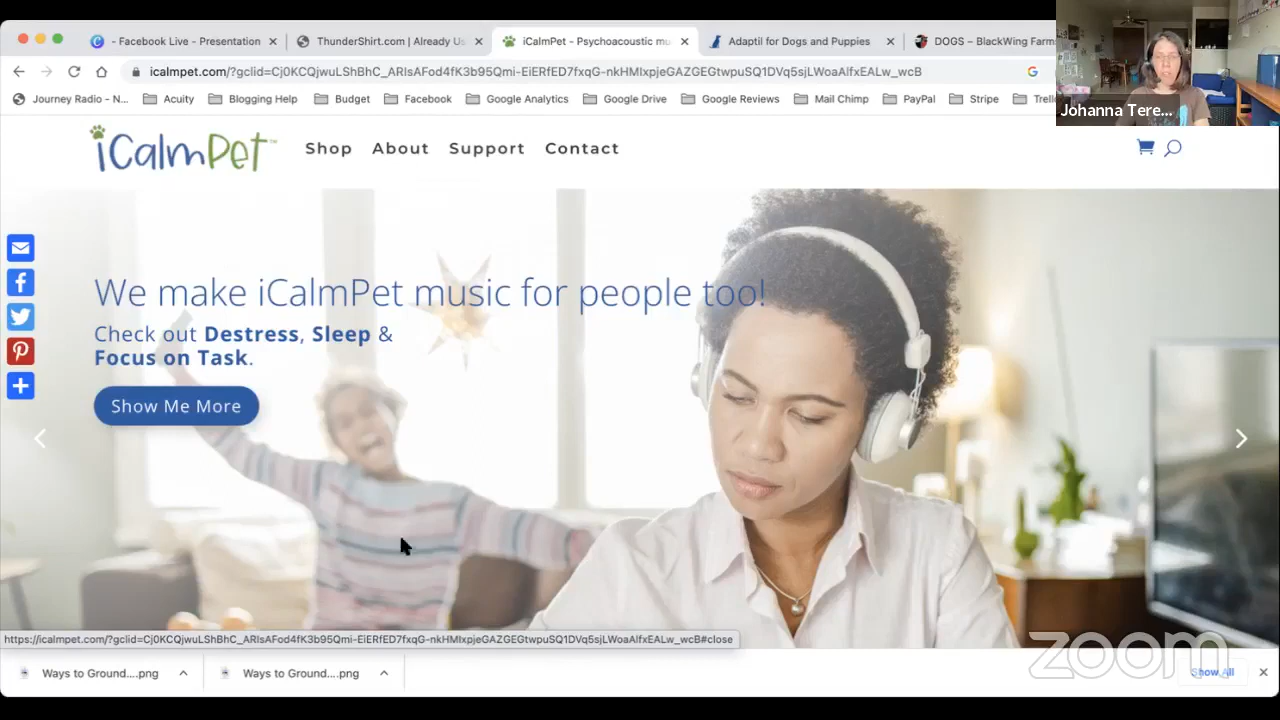 - Facebook Live - Presentation
ThunderShirt.com | Already Us
iCalmPet - Psychoacoustic mu
Adaptil for Dogs and Puppies
DOGS – BlackWing Farms
icalmpet.com/?gclid=Cj0KCQjwuLShBhC_ARIsAFod4fK3b95Qmi-EiERfED7fxqG-nkHMIxpjeGAZGEGtwpuSQ1DVq5sjLWoaAlfxEALw_wcB
Journey Radio - N...
Acuity
Blogging Help
Budget
Facebook
Google Analytics
Google Drive
Google Reviews
Mail Chimp
PayPal
Stripe
Trell
Johanna Tere...
iCalmPet™
Shop
About
Support
Contact
We make iCalmPet music for people too!
Check out Destress, Sleep &
Focus on Task.
Show Me More
https://icalmpet.com/?gclid=Cj0KCQjwuLShBhC_ARIsAFod4fK3b95Qmi-EiERfED7fxqG-nkHMIxpjeGAZGEGtwpuSQ1DVq5sjLWoaAlfxEALw_wcB#close
Ways to Ground....png
Ways to Ground....png
Show All
zoom